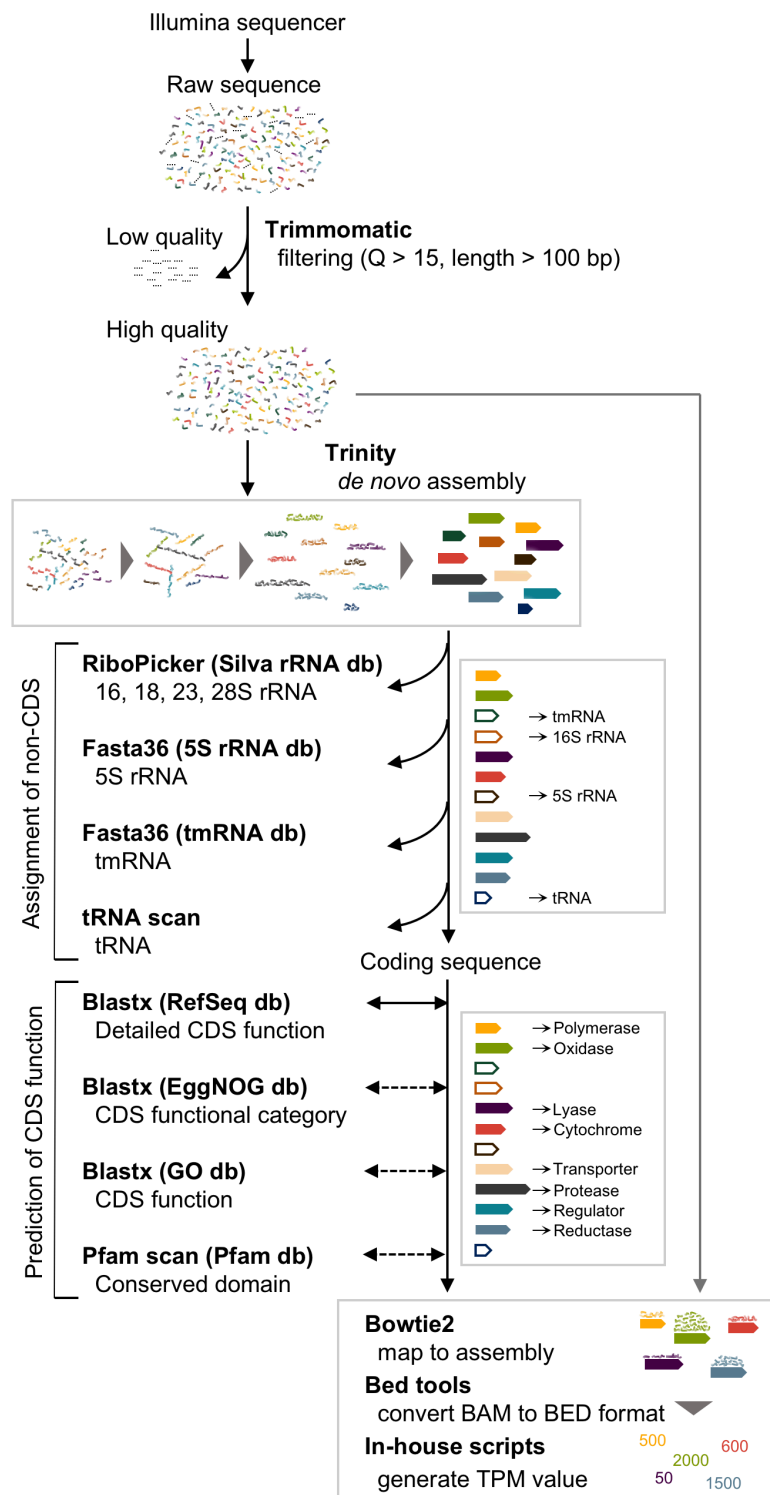 Illumina sequencer
Raw sequence
Low quality
Trimmomatic
filtering (Q > 15, length > 100 bp)
High quality
Trinity
de novo assembly
Assignment of non-CDS
RiboPicker (Silva rRNA db)
16, 18, 23, 28S rRNA
Fasta36 (5S rRNA db)
5S rRNA
Fasta36 (tmRNA db)
tmRNA
tRNA scan
tRNA
tmRNA
16S rRNA
5S rRNA
tRNA
Coding sequence
Prediction of CDS function
Blastx (RefSeq db)
Detailed CDS function
Blastx (EggNOG db)
CDS functional category
Blastx (GO db)
CDS function
Pfam scan (Pfam db)
Conserved domain
Polymerase
Oxidase
Lyase
Cytochrome
Transporter
Protease
Regulator
Reductase
Bowtie2
map to assembly
Bed tools
convert BAM to BED format
In-house scripts
generate TPM value
500
600
2000
50
1500